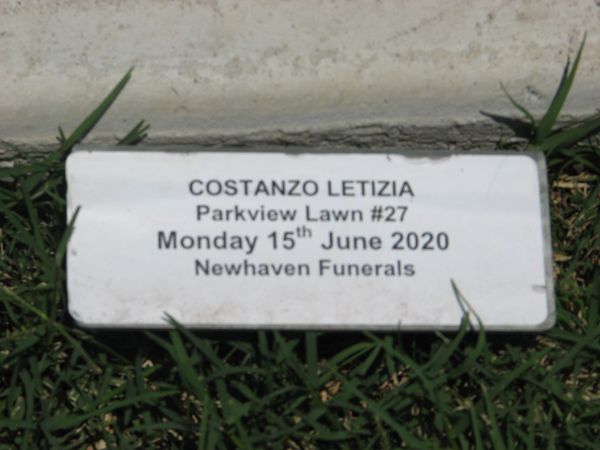 COSTANZO LETIZIA
Parkview Lawn #27
Monday 15th June 2020
Newhaven Funerals